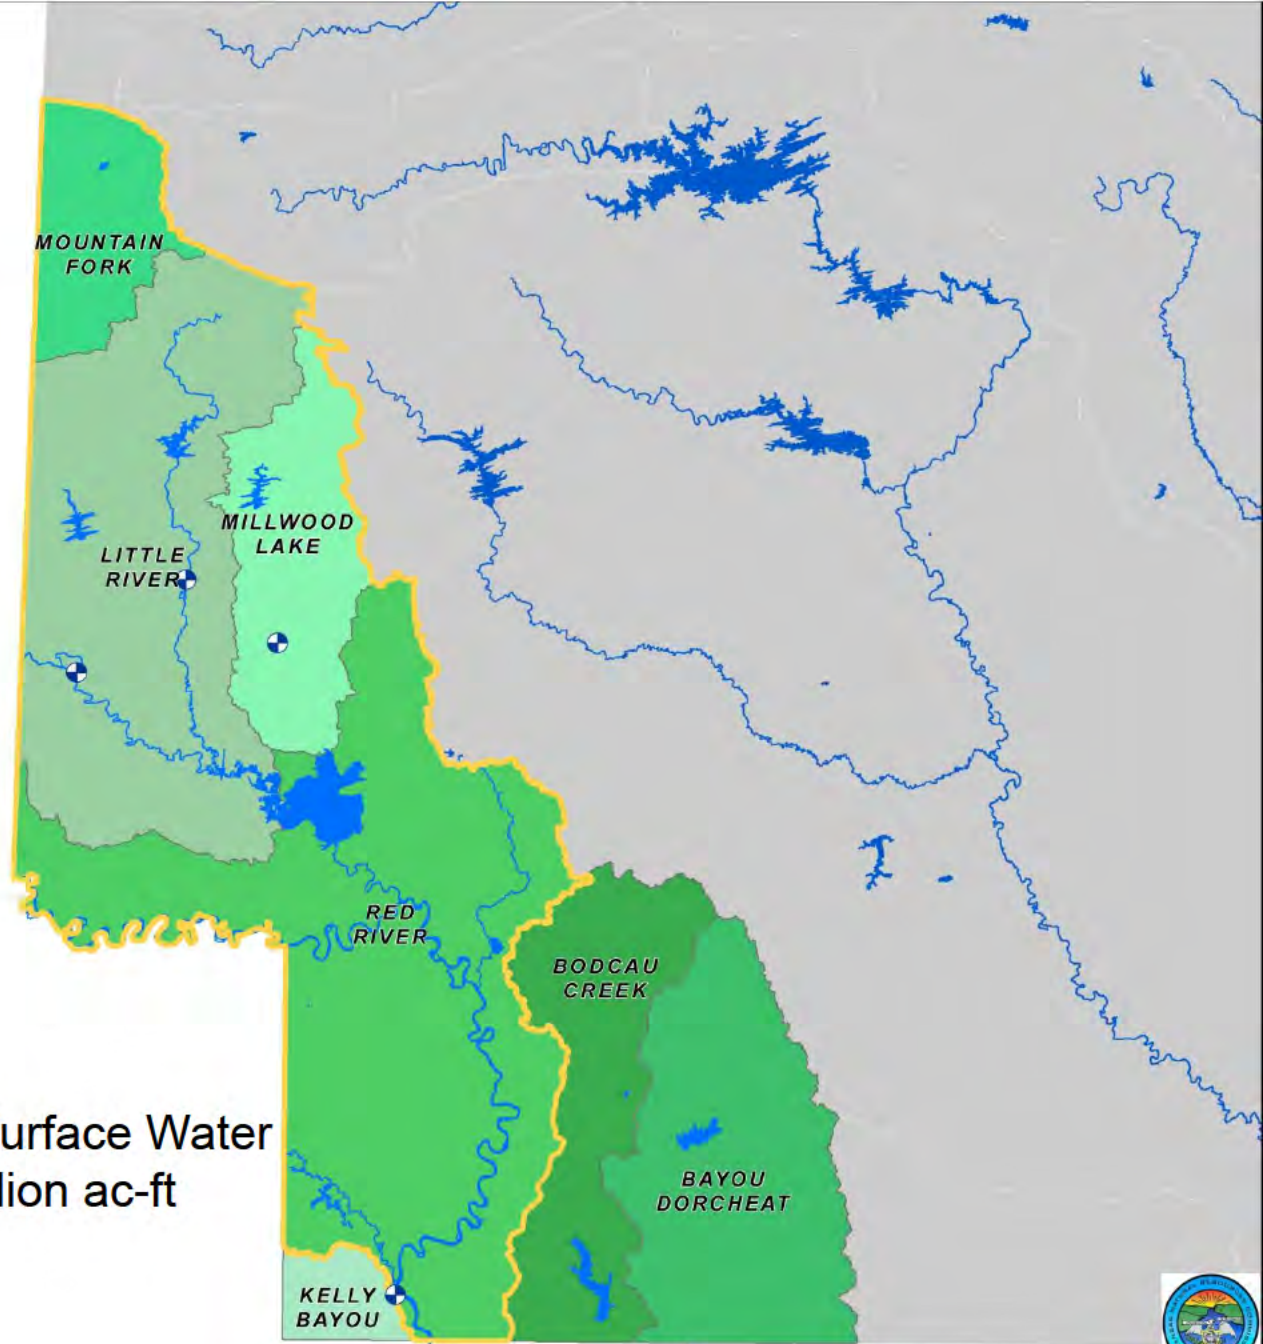 MOUNTAIN
FORK
MILLWOOD
LAKE
LITTLE
RIVER
RED
RIVER
BODCAU
CREEK
urface Water
lion ac-ft
BAYOU
DORCHEAT
KELLY
BAYOU